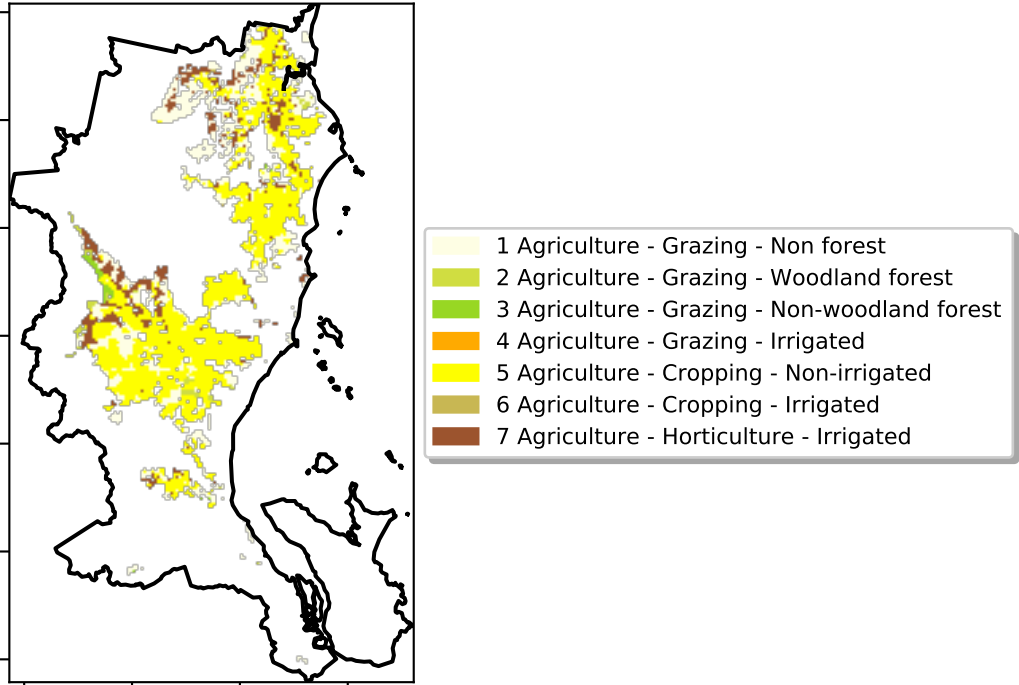 1 Agriculture - Grazing - Non forest
2 Agriculture - Grazing - Woodland forest
3 Agriculture - Grazing - Non-woodland forest
4 Agriculture - Grazing - Irrigated
5 Agriculture - Cropping - Non-irrigated
6 Agriculture - Cropping - Irrigated
7 Agriculture - Horticulture - Irrigated